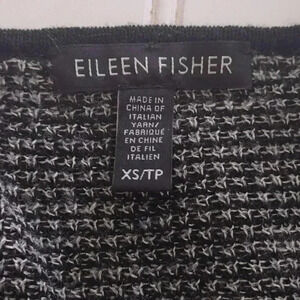 EILEEN FISHER
MADE IN
CHINA OF
ITALIAN
YARN/
FABRIQUÉ
EN CHINE
DE FIL
ITALIEN
XS/TP